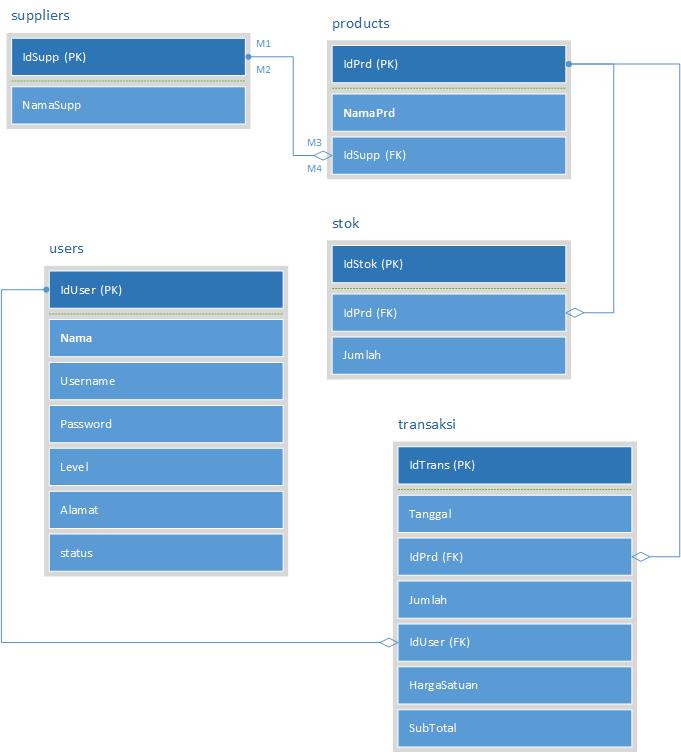 suppliers
IdSupp (PK)
NamaSupp
M1
M2
products
IdPrd (PK)
NamaPrd
IdSupp (FK)
M3
M4
stok
IdStok (PK)
IdPrd (FK)
Jumlah
users
IdUser (PK)
Nama
Username
Password
Level
Alamat
status
transaksi
IdTrans (PK)
Tanggal
IdPrd (FK)
Jumlah
IdUser (FK)
HargaSatuan
SubTotal